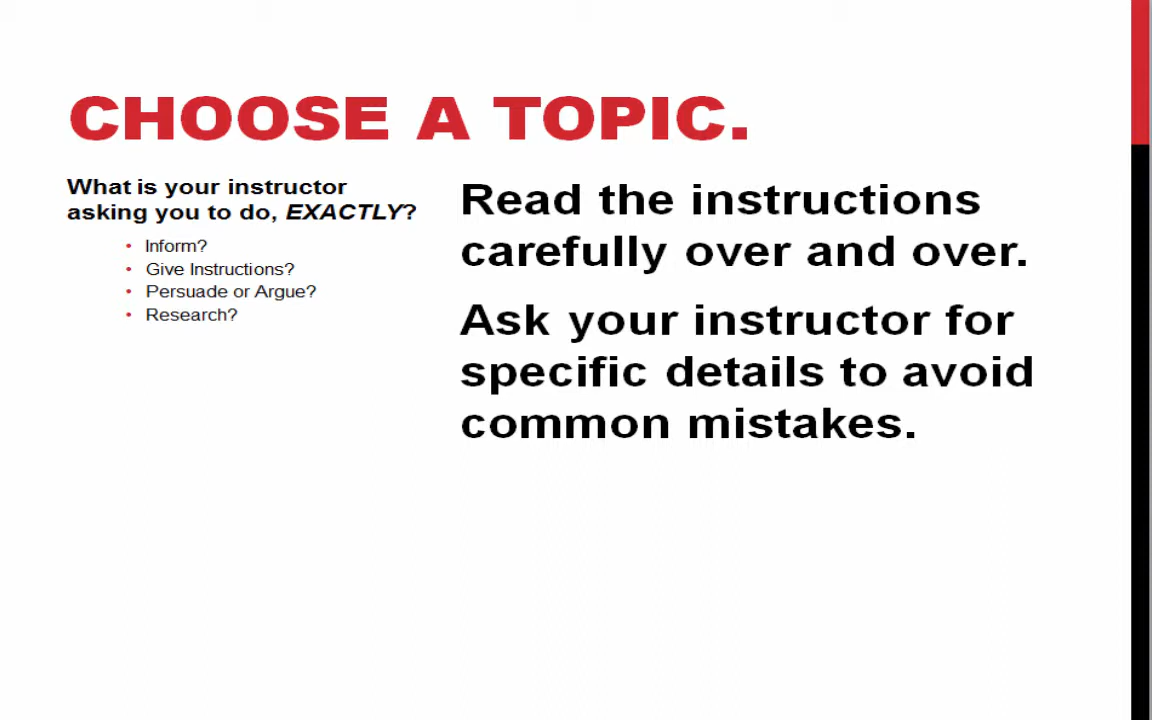 CHOOSE A TOPIC.
What is your instructor
asking you to do, EXACTLY?
• Inform?
• Give Instructions?
• Persuade or Argue?
• Research?
Read the instructions
carefully over and over.
Ask your instructor for
specific details to avoid
common mistakes.